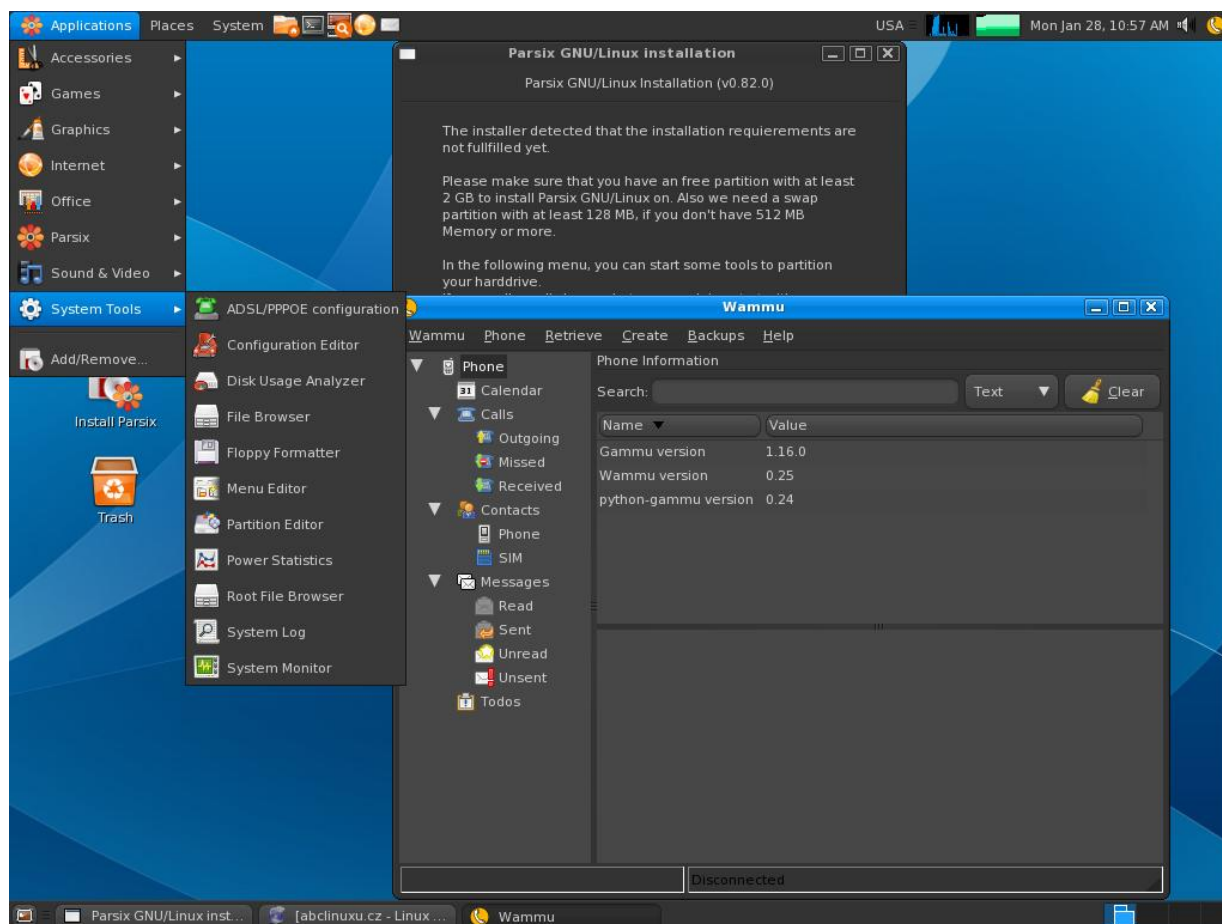 Applications Places System USA Mon Jan 28, 10:57 AM
Accessories
Games
Graphics
Internet
Office
Parsix
Sound & Video
System Tools
Add/Remove...
ADSL/PPPOE configuration
Configuration Editor
Disk Usage Analyzer
File Browser
Floppy Formatter
Menu Editor
Partition Editor
Power Statistics
Root File Browser
System Log
System Monitor
Install Parsix
Trash
Parsix GNU/Linux installation
Parsix GNU/Linux Installation (v0.82.0)
The installer detected that the installation requierements are
not fullfilled yet.
Please make sure that you have an free partition with at least
2 GB to install Parsix GNU/Linux on. Also we need a swap
partition with at least 128 MB, if you don't have 512 MB
Memory or more.
In the following menu, you can start some tools to partition
your harddrive.
Wammu
Wammu Phone Retrieve Create Backups Help
Phone
31 Calendar
Calls
Outgoing
Missed
Received
Contacts
Phone
SIM
Messages
Read
Sent
Unread
Unsent
Todos
Phone Information
Search: Text Clear
Name Value
Gammu version 1.16.0
Wammu version 0.25
python-gammu version 0.24
Disconnected
Parsix GNU/Linux inst... [abclinuxu.cz - Linux ... Wammu